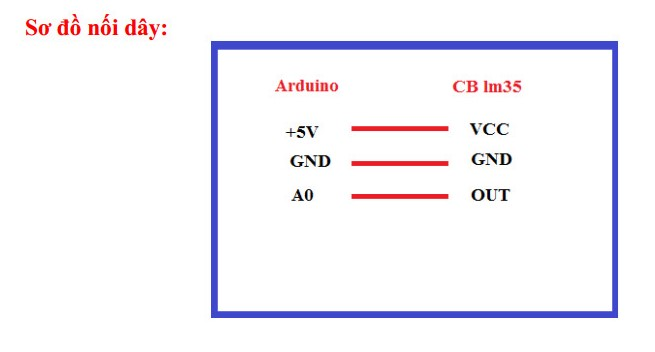 Sơ đồ nối dây:
Arduino CB lm35
+5V VCC
GND GND
A0 OUT